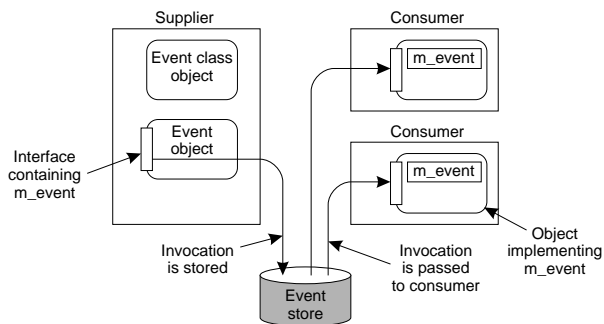 Supplier
Event class
object
Event
object
Interface
containing
m_event
Invocation
is stored
Event
store
Consumer
m_event
Consumer
m_event
Invocation
is passed
to consumer
Object
implementing
m_event